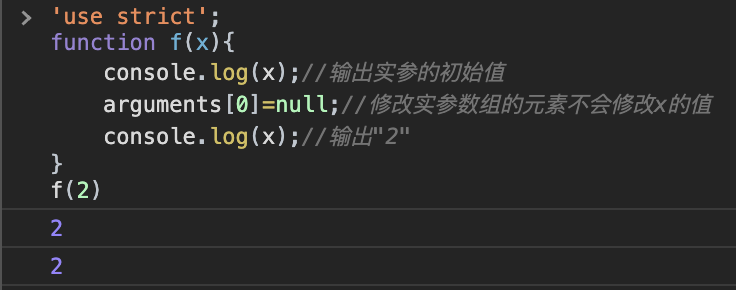 > 'use strict';
function f(x){
    console.log(x);//输出实参的初始值
    arguments[0]=null;//修改实参数组的元素不会修改x的值
    console.log(x);//输出"2"
}
f(2)
2
2